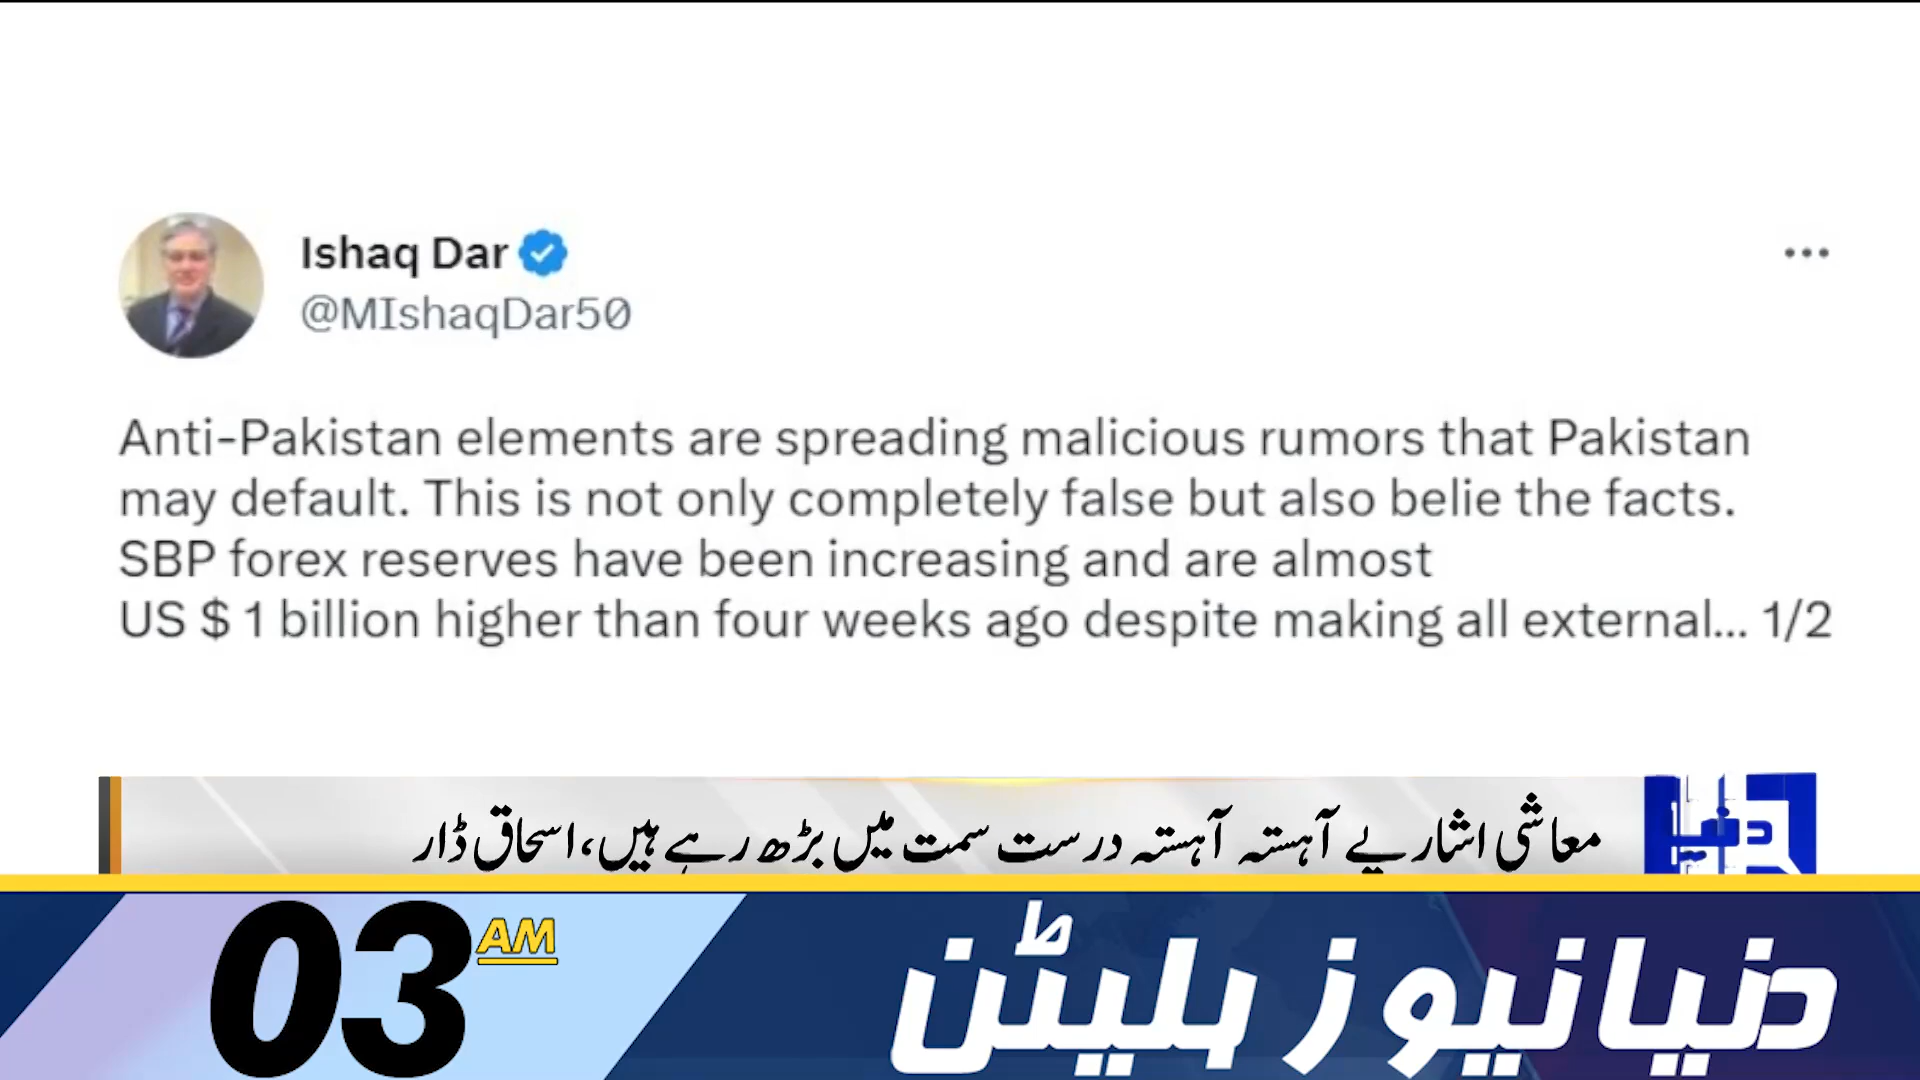 Ishaq Dar
@MIshaqDar50
Anti-Pakistan elements are spreading malicious rumors that Pakistan
may default. This is not only completely false but also belie the facts.
SBP forex reserves have been increasing and are almost
US $ 1 billion higher than four weeks ago despite making all external... 1/2
معاشی اشاریے آہستہ آہستہ درست سمت میں بڑھ رہے ہیں، اسحاق ڈار
دنیا
03 AM
دنیا نیوز بلیٹن